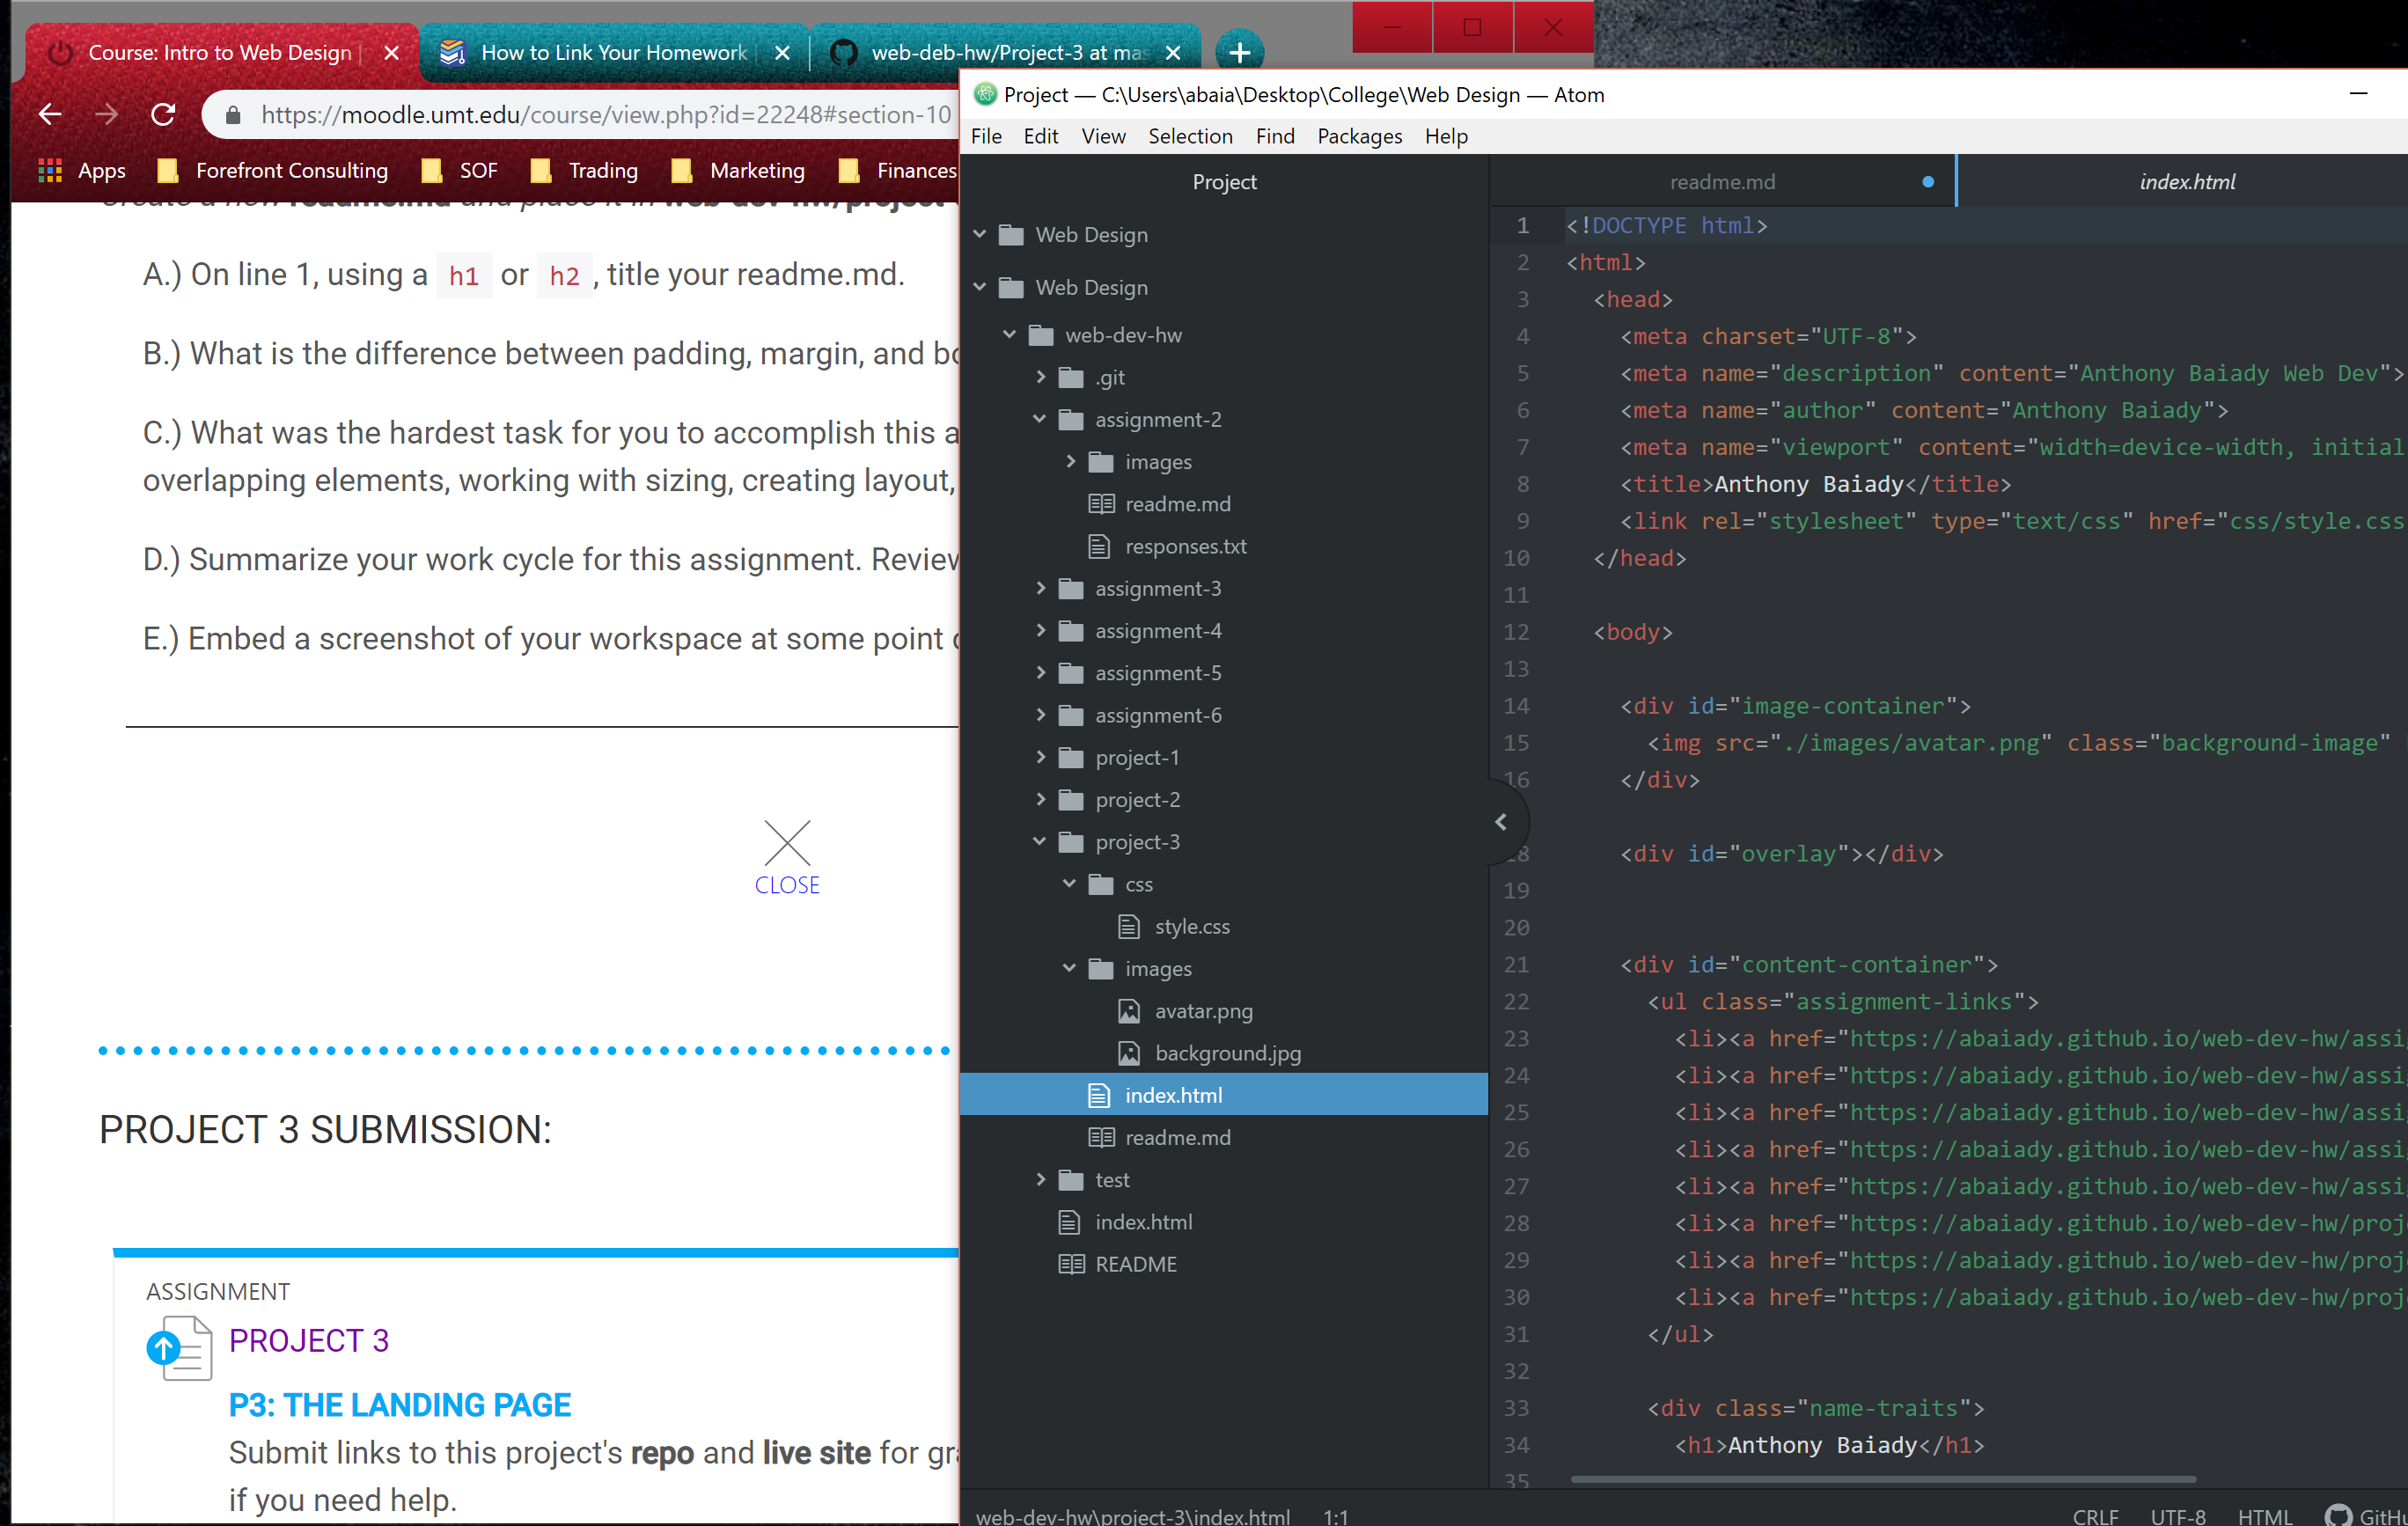 Course: Intro to Web Design
How to Link Your Homework
web-deb-hw/Project-3 at mas
https://moodle.umt.edu/course/view.php?id=22248#section-10
Apps
Forefront Consulting
SOF
Trading
Marketing
Finances
A.) On line 1, using a h1 or h2, title your readme.md.
B.) What is the difference between padding, margin, and bo
C.) What was the hardest task for you to accomplish this a
overlapping elements, working with sizing, creating layout,
D.) Summarize your work cycle for this assignment. Review
E.) Embed a screenshot of your workspace at some point
CLOSE
PROJECT 3 SUBMISSION:
ASSIGNMENT
PROJECT 3
P3: THE LANDING PAGE
Submit links to this project's repo and live site for gra
if you need help.
Project — C:\Users\abaia\Desktop\College\Web Design — Atom
File Edit View Selection Find Packages Help
Project
Web Design
Web Design
web-dev-hw
.git
assignment-2
images
readme.md
responses.txt
assignment-3
assignment-4
assignment-5
assignment-6
project-1
project-2
project-3
css
style.css
images
avatar.png
background.jpg
index.html
readme.md
test
index.html
README
readme.md
index.html
1 <!DOCTYPE html>
2 <html>
3 <head>
4 <meta charset="UTF-8">
5 <meta name="description" content="Anthony Baiady Web Dev">
6 <meta name="author" content="Anthony Baiady">
7 <meta name="viewport" content="width=device-width, initial
8 <title>Anthony Baiady</title>
9 <link rel="stylesheet" type="text/css" href="css/style.css
10 </head>
11
12 <body>
13
14 <div id="image-container">
15 <img src="./images/avatar.png" class="background-image"
16 </div>
18 <div id="overlay"></div>
19
20
21 <div id="content-container">
22 <ul class="assignment-links">
23 <li><a href="https://abaiady.github.io/web-dev-hw/assi
24 <li><a href="https://abaiady.github.io/web-dev-hw/assi
25 <li><a href="https://abaiady.github.io/web-dev-hw/assi
26 <li><a href="https://abaiady.github.io/web-dev-hw/assi
27 <li><a href="https://abaiady.github.io/web-dev-hw/assi
28 <li><a href="https://abaiady.github.io/web-dev-hw/proj
29 <li><a href="https://abaiady.github.io/web-dev-hw/proj
30 <li><a href="https://abaiady.github.io/web-dev-hw/proj
31 </ul>
32
33 <div class="name-traits">
34 <h1>Anthony Baiady</h1>
35
web-dev-hw\project-3\index.html 1:1
CRLF UTF-8 HTML GitHu